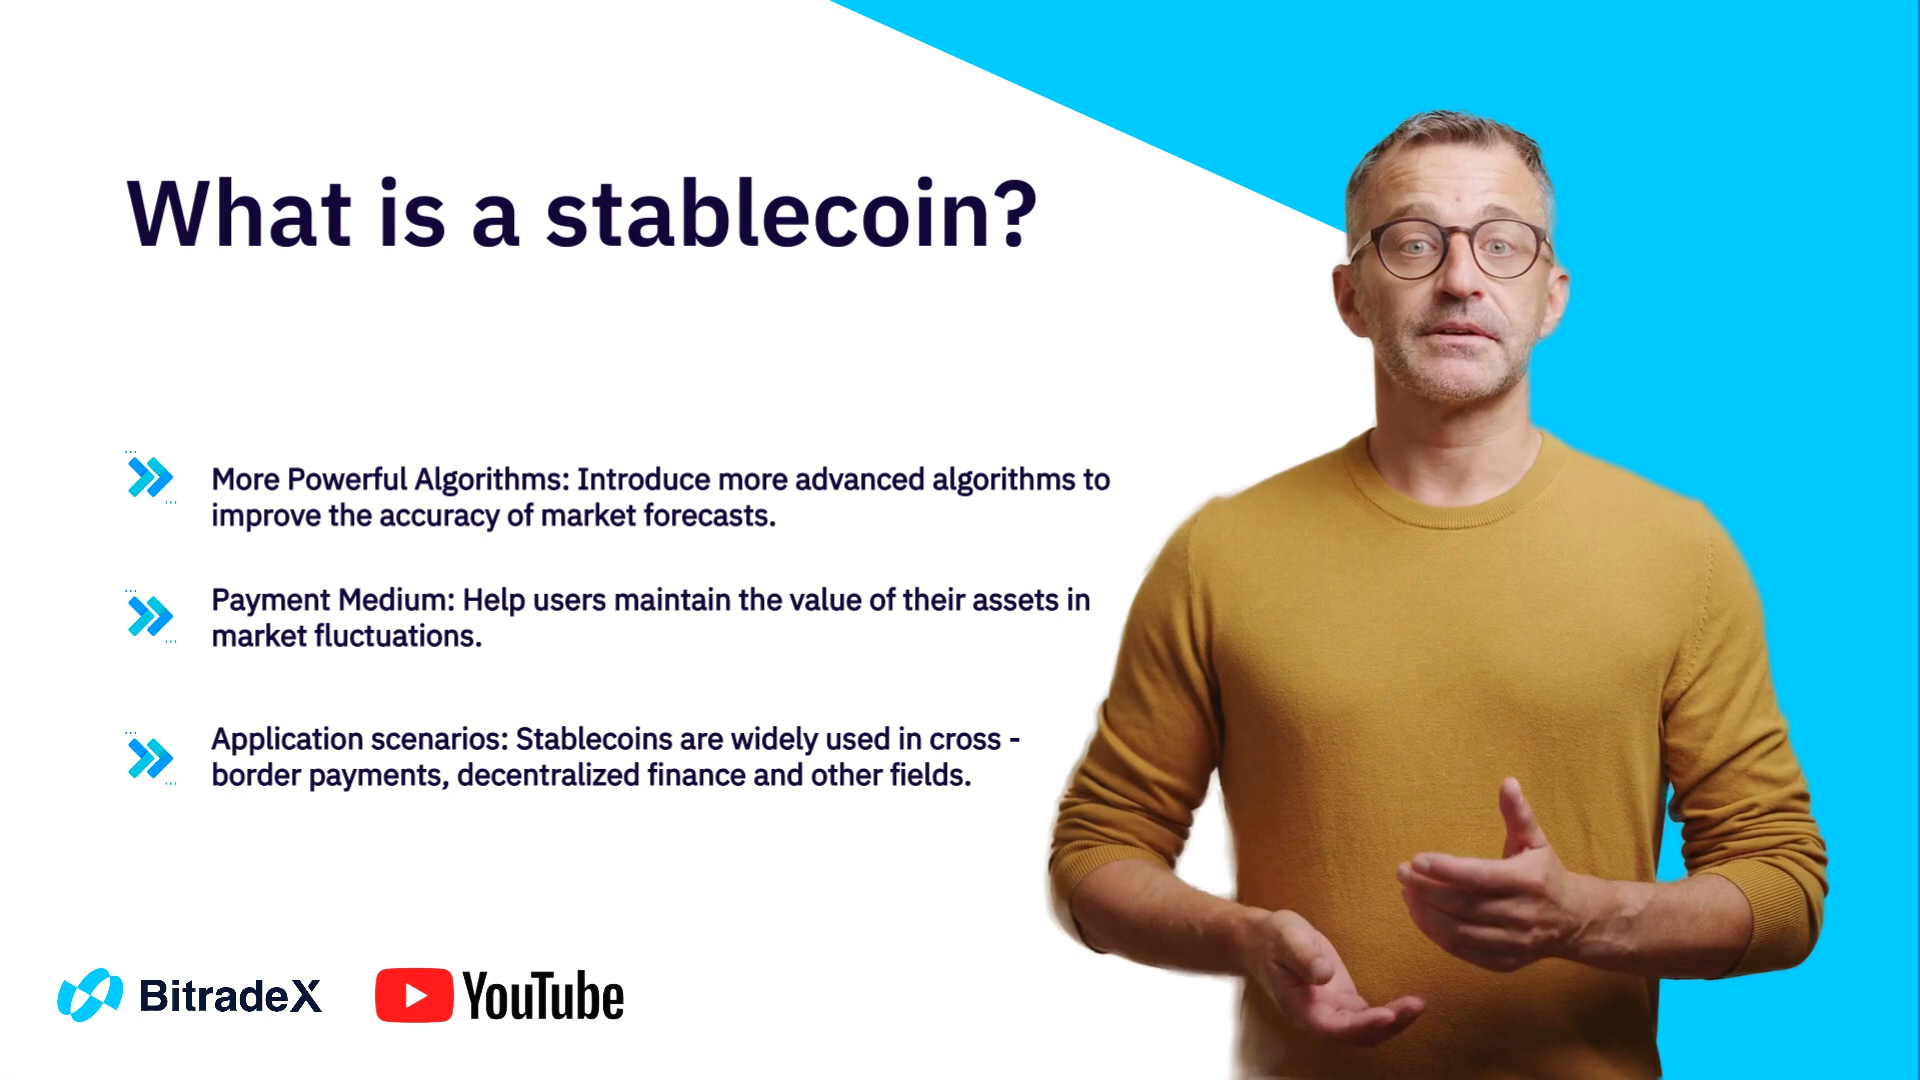 What is a stablecoin?
More Powerful Algorithms: Introduce more advanced algorithms to
improve the accuracy of market forecasts.
Payment Medium: Help users maintain the value of their assets in
market fluctuations.
Application scenarios: Stablecoins are widely used in cross -
border payments, decentralized finance and other fields.
BitradeX YouTube